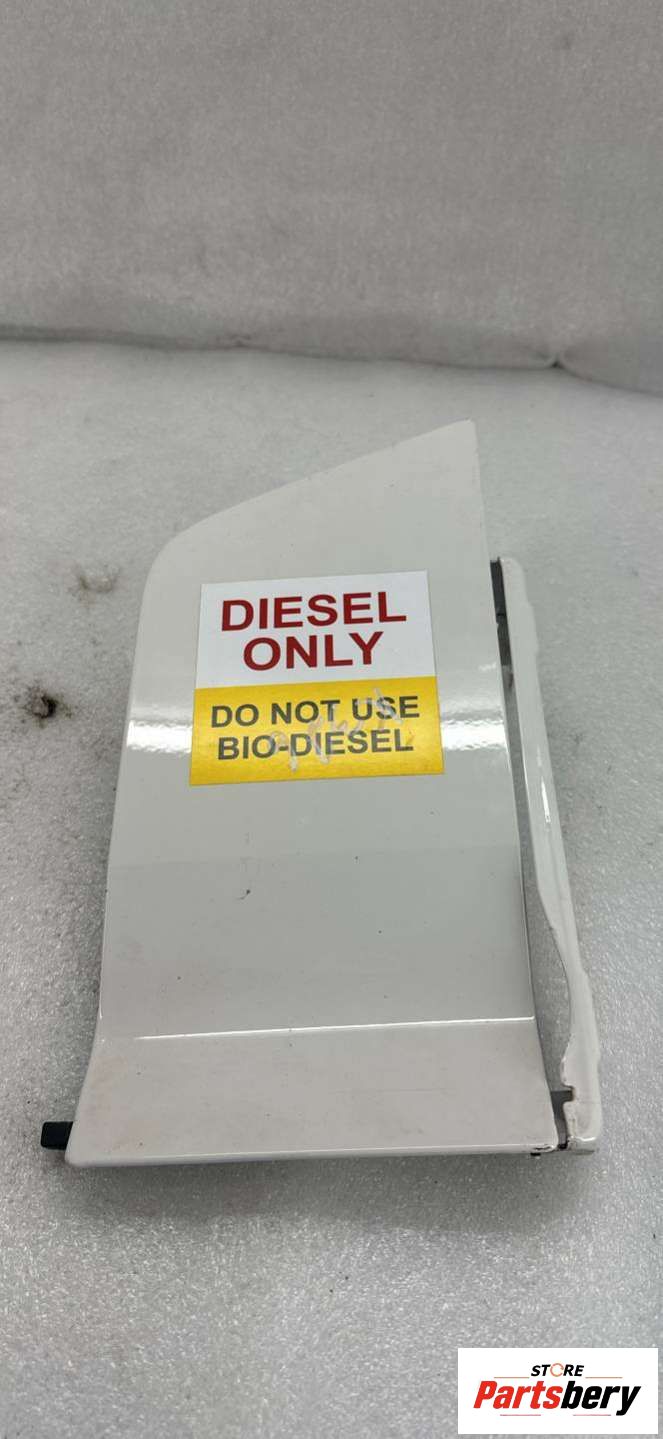 DIESEL
ONLY
DO NOT USE
BIO-DIESEL
STORE
Partsbery